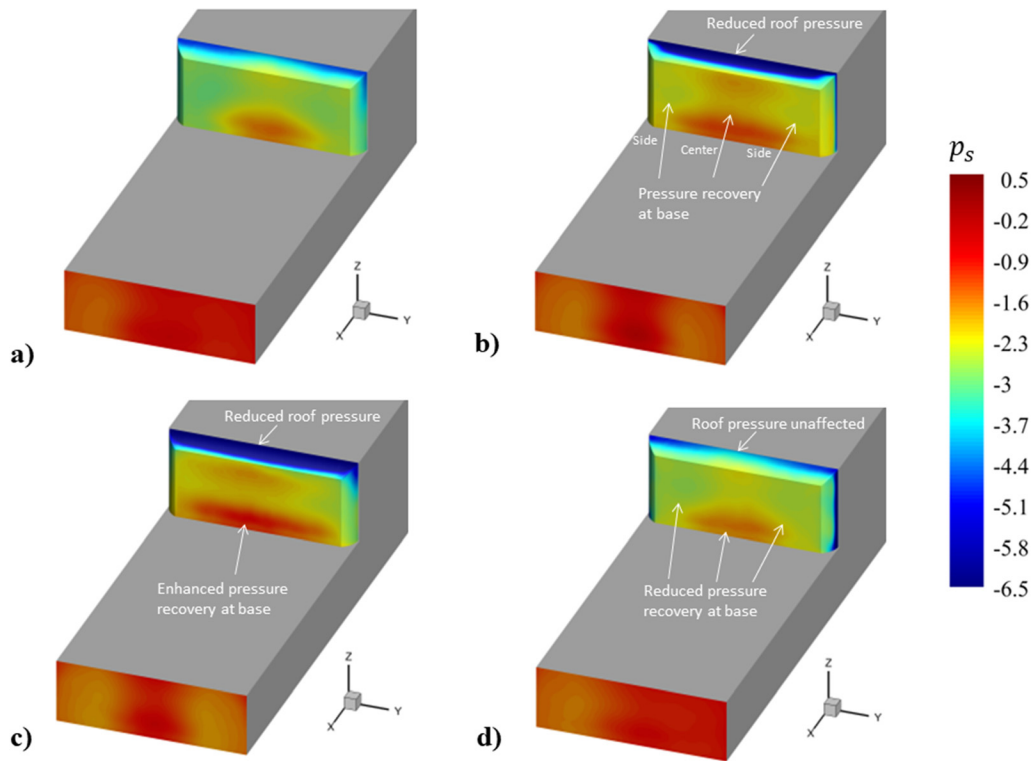 Reduced roof pressure
Side
Center
Side
Pressure recovery
at base
Z
Y
X
a)
Z
Y
X
b)
p_s
0.5
-0.2
-0.9
-1.6
-2.3
-3
-3.7
-4.4
-5.1
-5.8
-6.5
Reduced roof pressure
Enhanced pressure
recovery at base
Z
Y
X
c)
Roof pressure unaffected
Reduced pressure
recovery at base
Z
Y
X
d)